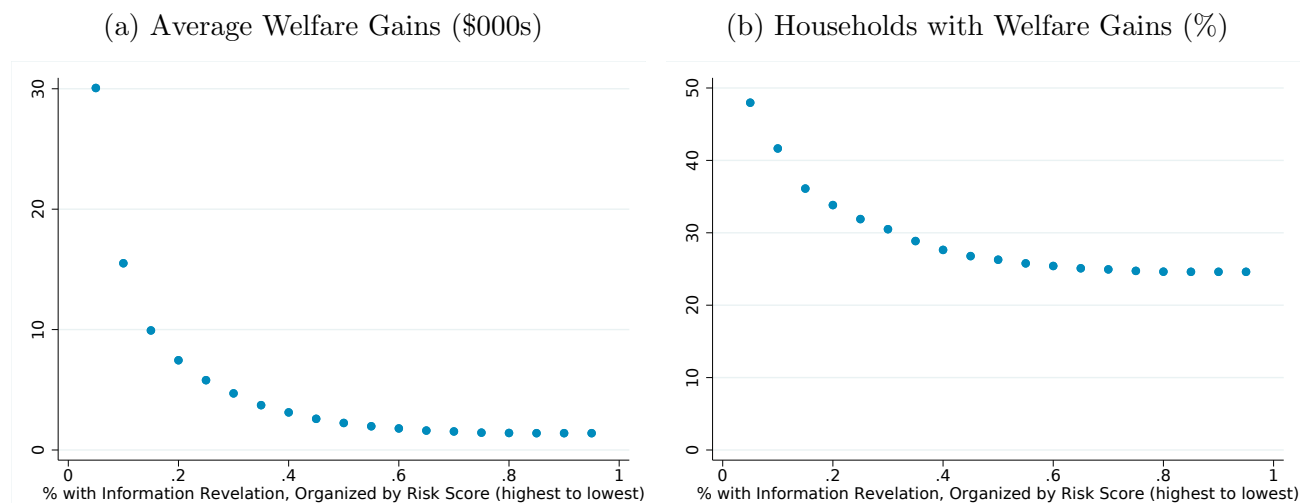 (a) Average Welfare Gains ($000s)
30
20
10
0
0 .2 .4 .6 .8 1
% with Information Revelation, Organized by Risk Score (highest to lowest)
(b) Households with Welfare Gains (%)
50
40
30
20
10
0
0 .2 .4 .6 .8 1
% with Information Revelation, Organized by Risk Score (highest to lowest)